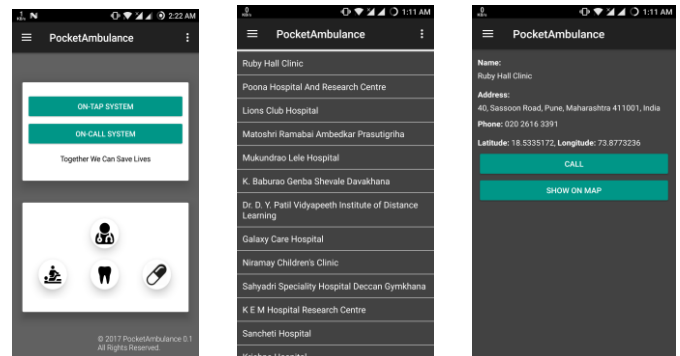 2:22 AM
PocketAmbulance
ON-TAP SYSTEM
ON-CALL SYSTEM
Together We Can Save Lives
© 2017 PocketAmbulance 0.1
All Rights Reserved.
1:11 AM
PocketAmbulance
Ruby Hall Clinic
Poona Hospital And Research Centre
Lions Club Hospital
Matoshri Ramabai Ambedkar Prasutigriha
Mukundrao Lele Hospital
K. Baburao Genba Shevale Davakhana
Dr. D. Y. Patil Vidyapeeth Institute of Distance
Learning
Galaxy Care Hospital
Niramay Children's Clinic
Sahyadri Speciality Hospital Deccan Gymkhana
K E M Hospital Research Centre
Sancheti Hospital
1:11 AM
PocketAmbulance
Name:
Ruby Hall Clinic
Address:
40, Sassoon Road, Pune, Maharashtra 411001, India
Phone: 020 2616 3391
Latitude: 18.5335172, Longitude: 73.8773236
CALL
SHOW ON MAP